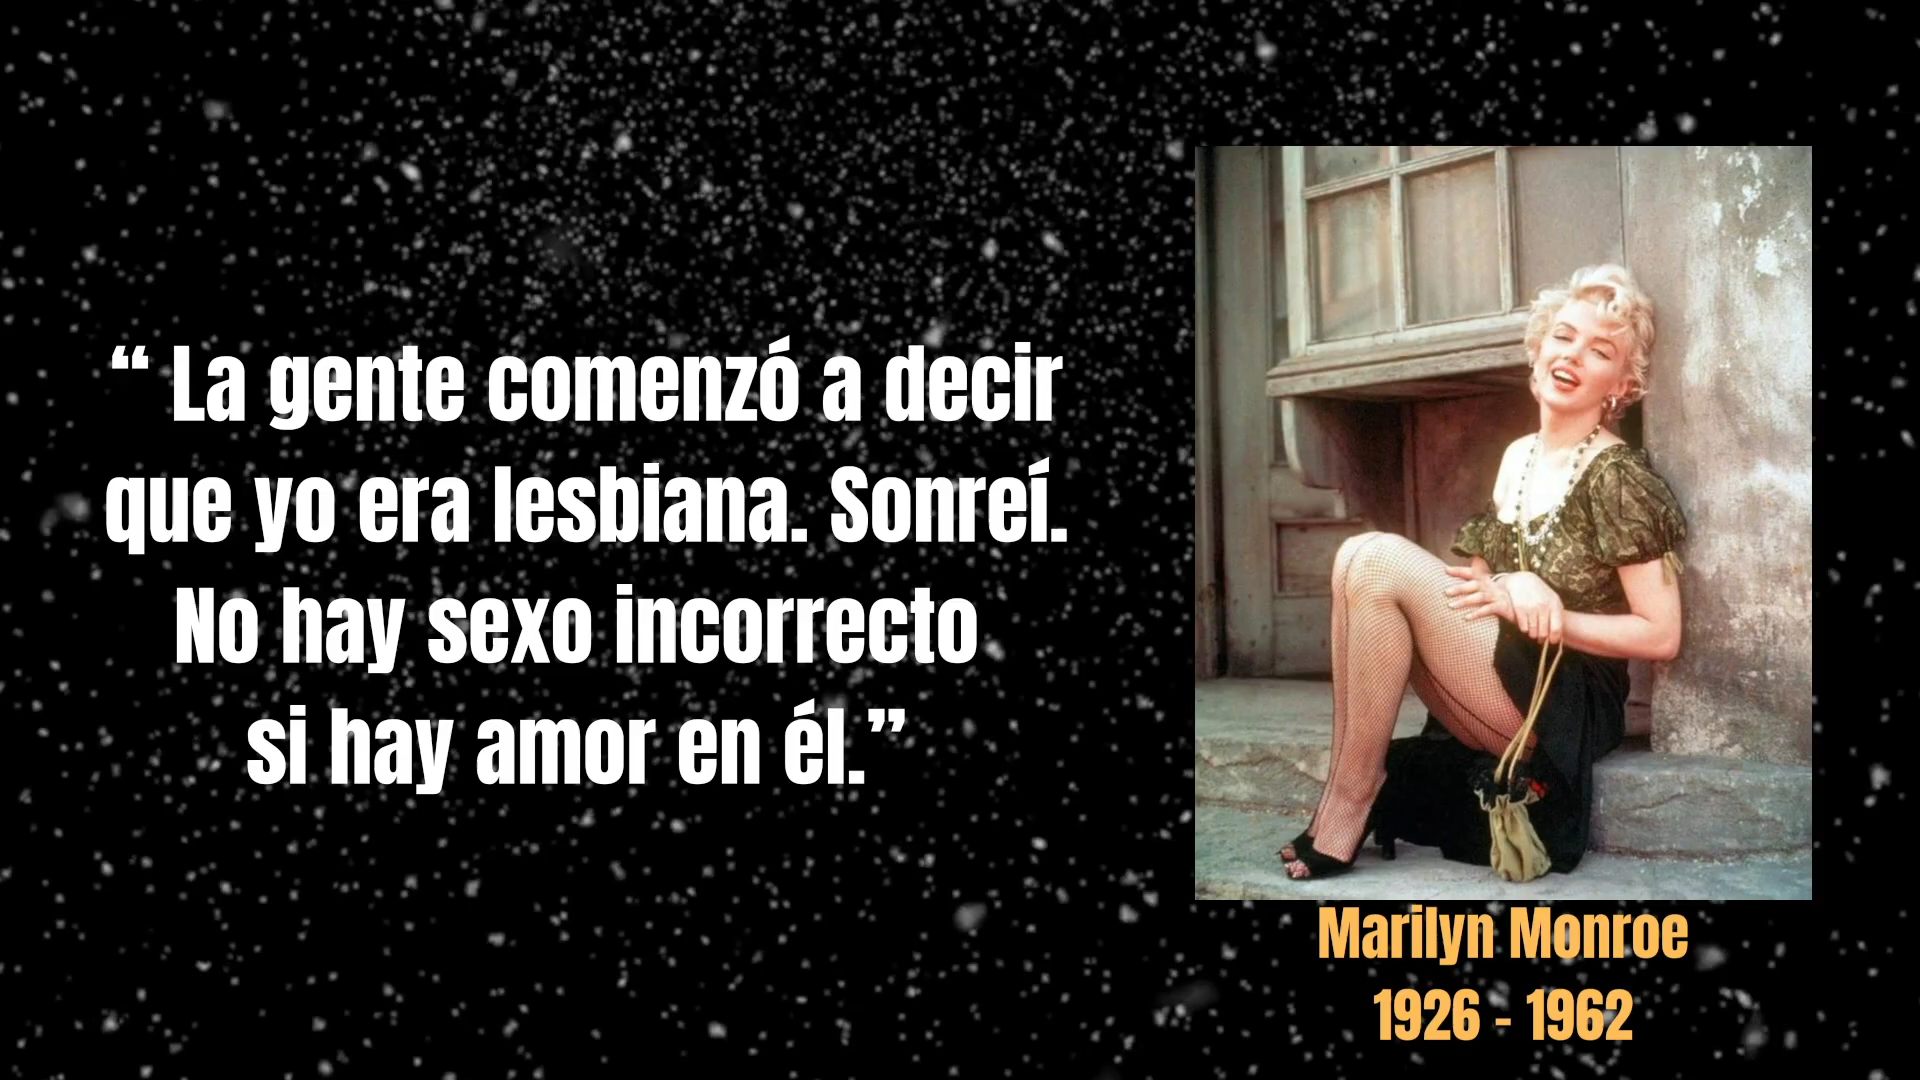 “ La gente comenzó a decir
que yo era lesbiana. Sonreí.
No hay sexo incorrecto
si hay amor en él.”
Marilyn Monroe
1926 - 1962